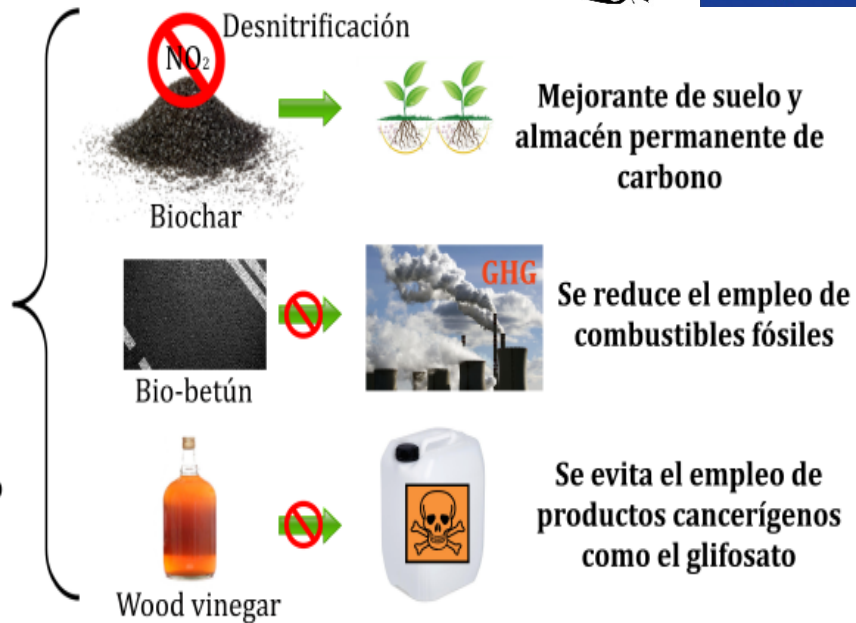 Desnitrificación
NO₂
Biochar
Mejorante de suelo y
almacén permanente de
carbono
Bio-betún
GHG
Se reduce el empleo de
combustibles fósiles
Wood vinegar
Se evita el empleo de
productos cancerígenos
como el glifosato